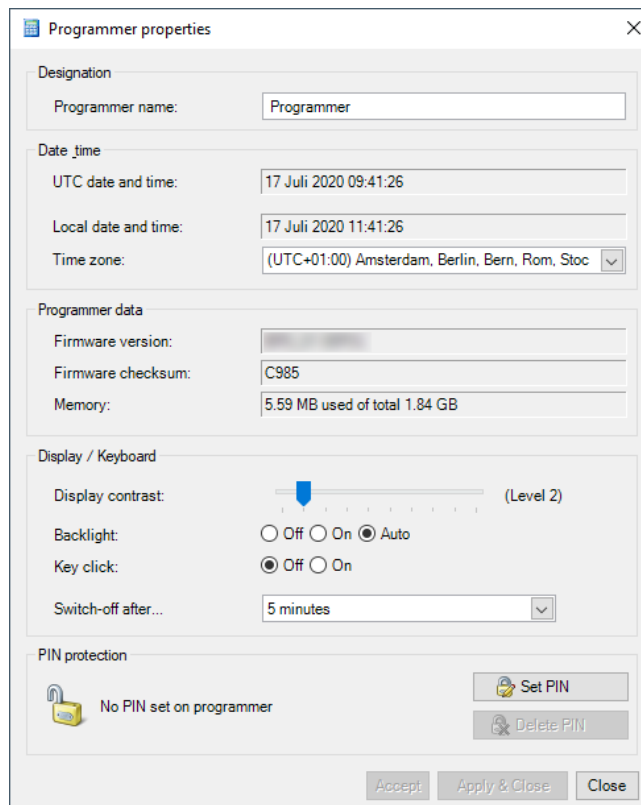 Programmer properties
Designation
Programmer name: Programmer
Date_time
UTC date and time: 17 Juli 2020 09:41:26
Local date and time: 17 Juli 2020 11:41:26
Time zone: (UTC+01:00) Amsterdam, Berlin, Bern, Rom, Stoc
Programmer data
Firmware version:
Firmware checksum: C985
Memory: 5.59 MB used of total 1.84 GB
Display / Keyboard
Display contrast: (Level 2)
Backlight: Off On Auto
Key click: Off On
Switch-off after... 5 minutes
PIN protection
No PIN set on programmer
Set PIN
Delete PIN
Accept Apply & Close Close